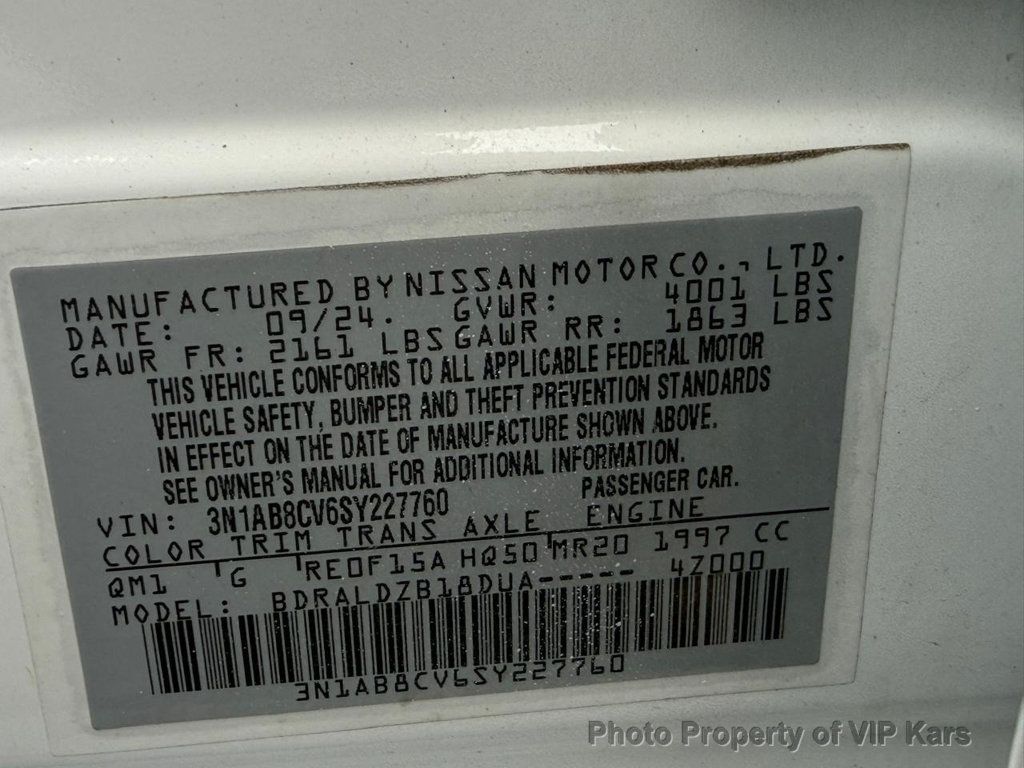 MANUFACTURED BY NISSAN MOTOR CO., LTD.
DATE: 09/24. GVWR: 4001 LBS
GAWR FR: 2161 LBS GAWR RR: 1863 LBS
THIS VEHICLE CONFORMS TO ALL APPLICABLE FEDERAL MOTOR
VEHICLE SAFETY, BUMPER AND THEFT PREVENTION STANDARDS
IN EFFECT ON THE DATE OF MANUFACTURE SHOWN ABOVE.
SEE OWNER'S MANUAL FOR ADDITIONAL INFORMATION.
VIN: 3N1AB8CV6SY227760 PASSENGER CAR.
COLOR TRIM TRANS AXLE ENGINE
QM1 G RE0F15A HQ50 MR20 1997 CC
MODEL: BDRALDZB18DUA----- 4Z000
3N1AB8CV6SY227760
Photo Property of VIP Kars